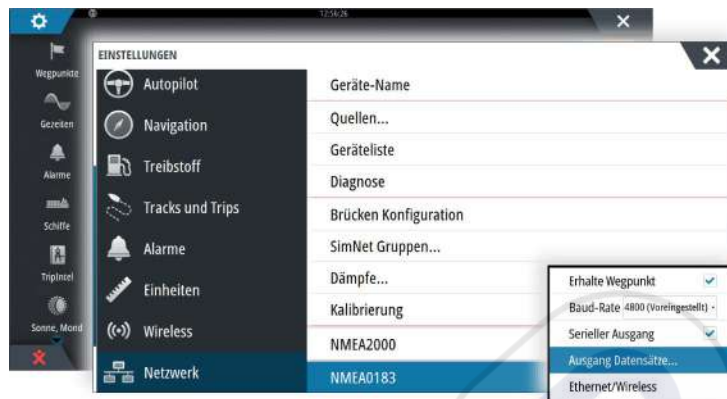 12:54:26
EINSTELLUNGEN
Wegpunkte
Gezeiten
Alarme
Schiffe
TripIntel
Sonne, Mond
Autopilot
Navigation
Treibstoff
Tracks und Trips
Alarme
Einheiten
Wireless
Netzwerk
Geräte-Name
Quellen...
Geräteliste
Diagnose
Brücken Konfiguration
SimNet Gruppen...
Dämpfe...
Kalibrierung
NMEA2000
NMEA0183
Erhalte Wegpunkt
Baud-Rate 4800 (Voreingestellt)
Serieller Ausgang
Ausgang Datensätze...
Ethernet/Wireless